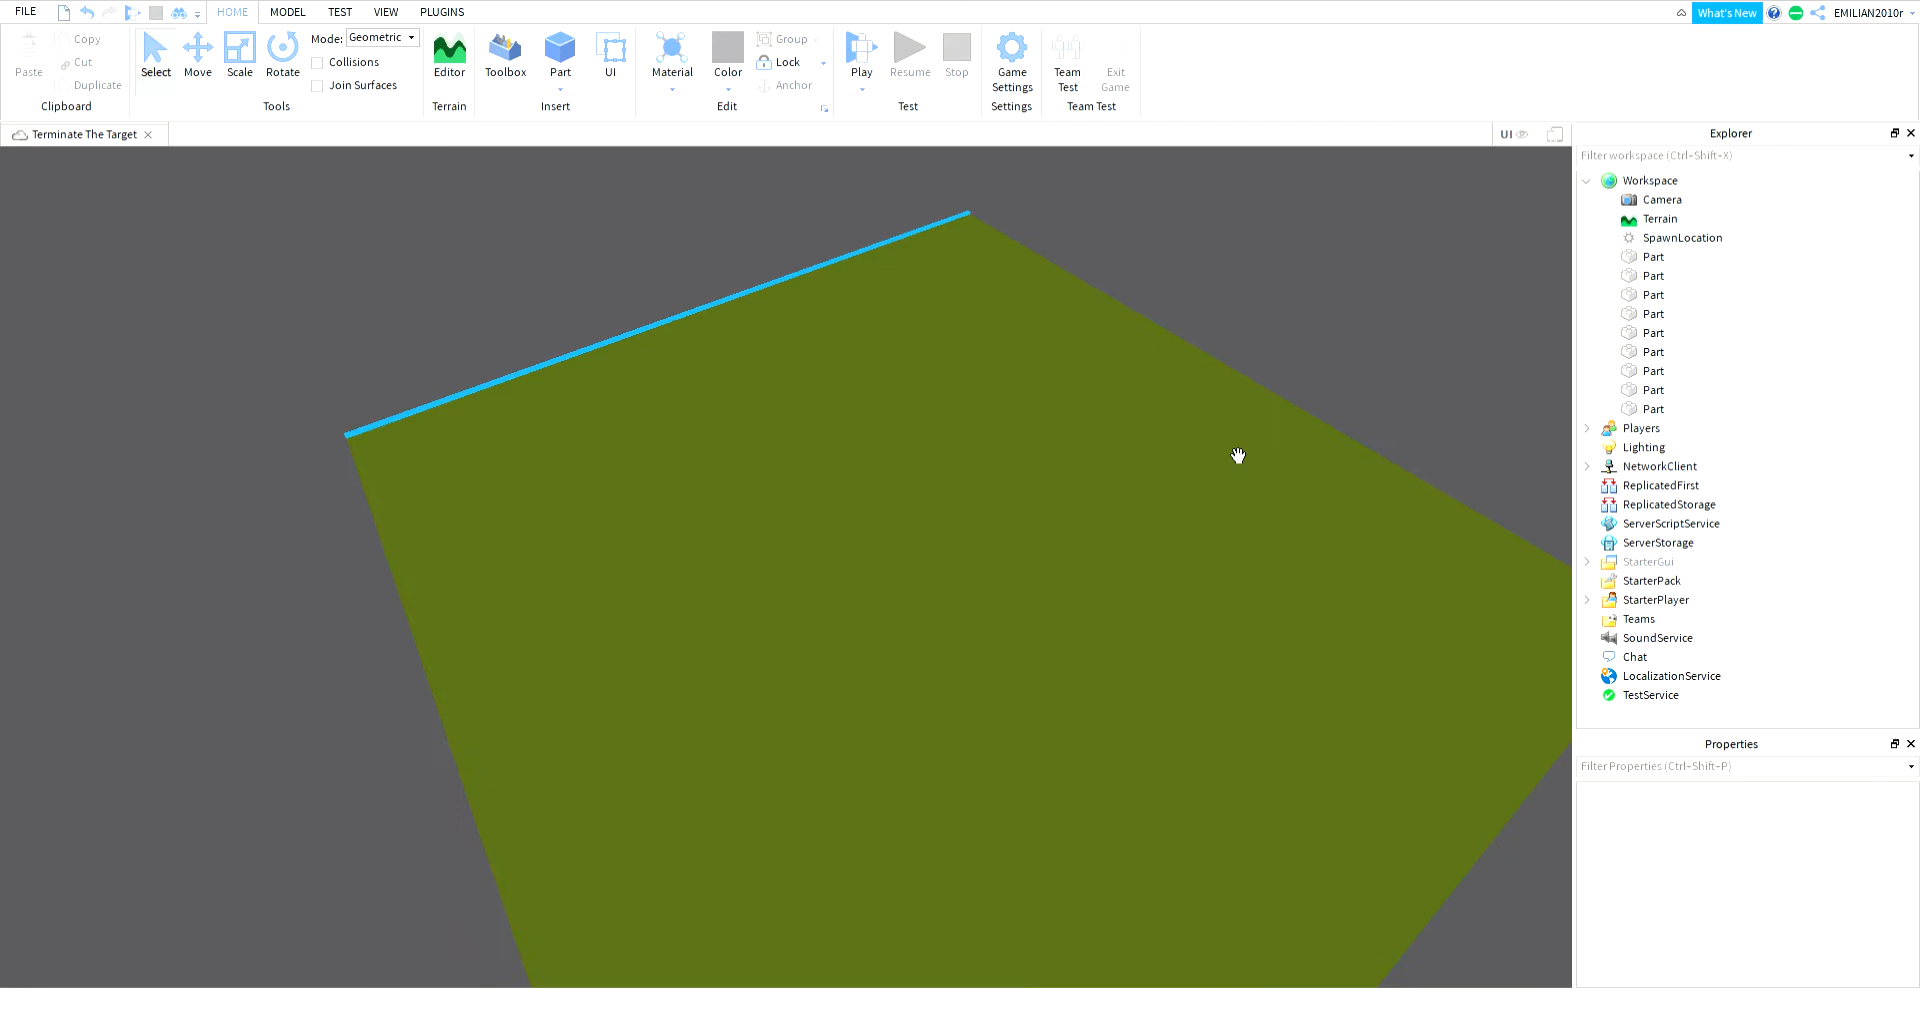 FILE
HOME
MODEL
TEST
VIEW
PLUGINS
What's New
EMILIAN2010r
Paste
Copy
Cut
Duplicate
Clipboard
Select
Move
Scale
Rotate
Mode: Geometric
Collisions
Join Surfaces
Tools
Editor
Terrain
Toolbox
Part
UI
Insert
Material
Color
Group
Lock
Anchor
Edit
Play
Resume
Stop
Test
Game
Settings
Settings
Team
Test
Exit
Game
Team Test
Terminate The Target
UI
Explorer
Filter workspace (Ctrl+Shift+X)
Workspace
Camera
Terrain
SpawnLocation
Part
Part
Part
Part
Part
Part
Part
Part
Part
Players
Lighting
NetworkClient
ReplicatedFirst
ReplicatedStorage
ServerScriptService
ServerStorage
StarterGui
StarterPack
StarterPlayer
Teams
SoundService
Chat
LocalizationService
TestService
Properties
Filter Properties (Ctrl+Shift+P)